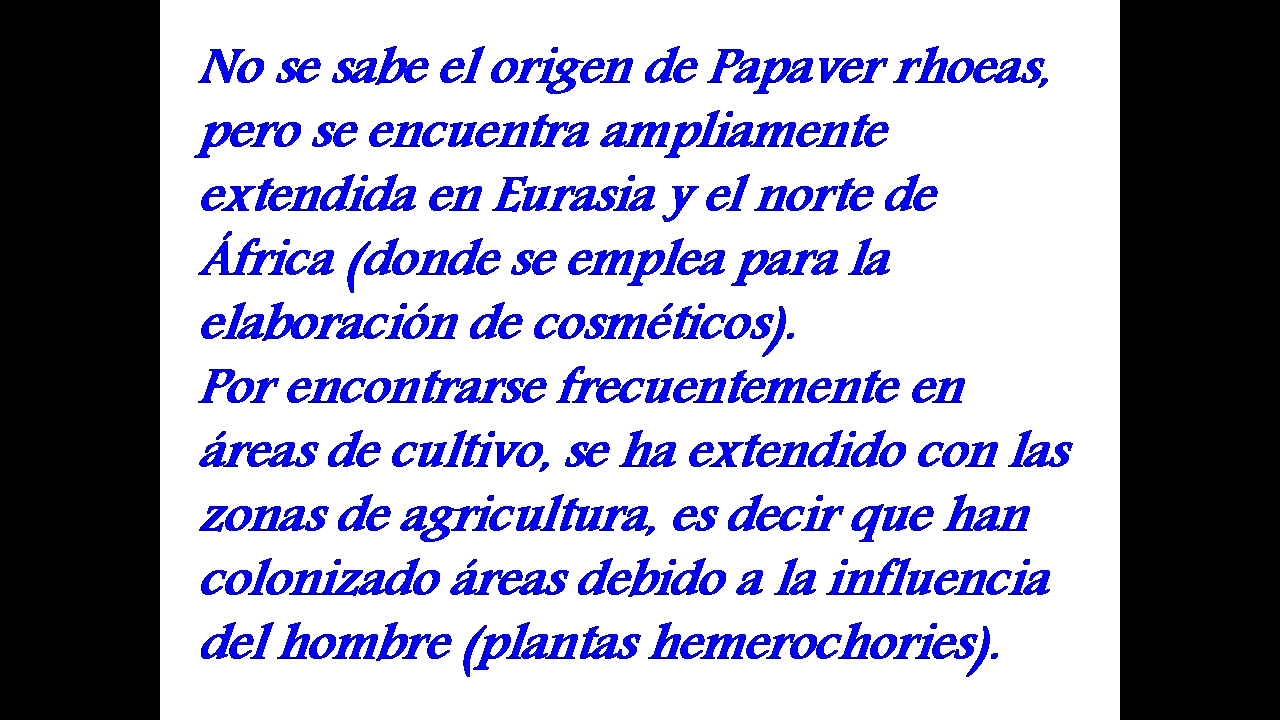 No se sabe el origen de Papaver rhoeas,
pero se encuentra ampliamente
extendida en Eurasia y el norte de
África (donde se emplea para la
elaboración de cosméticos).
Por encontrarse frecuentemente en
áreas de cultivo, se ha extendido con las
zonas de agricultura, es decir que han
colonizado áreas debido a la influencia
del hombre (plantas hemerochories).